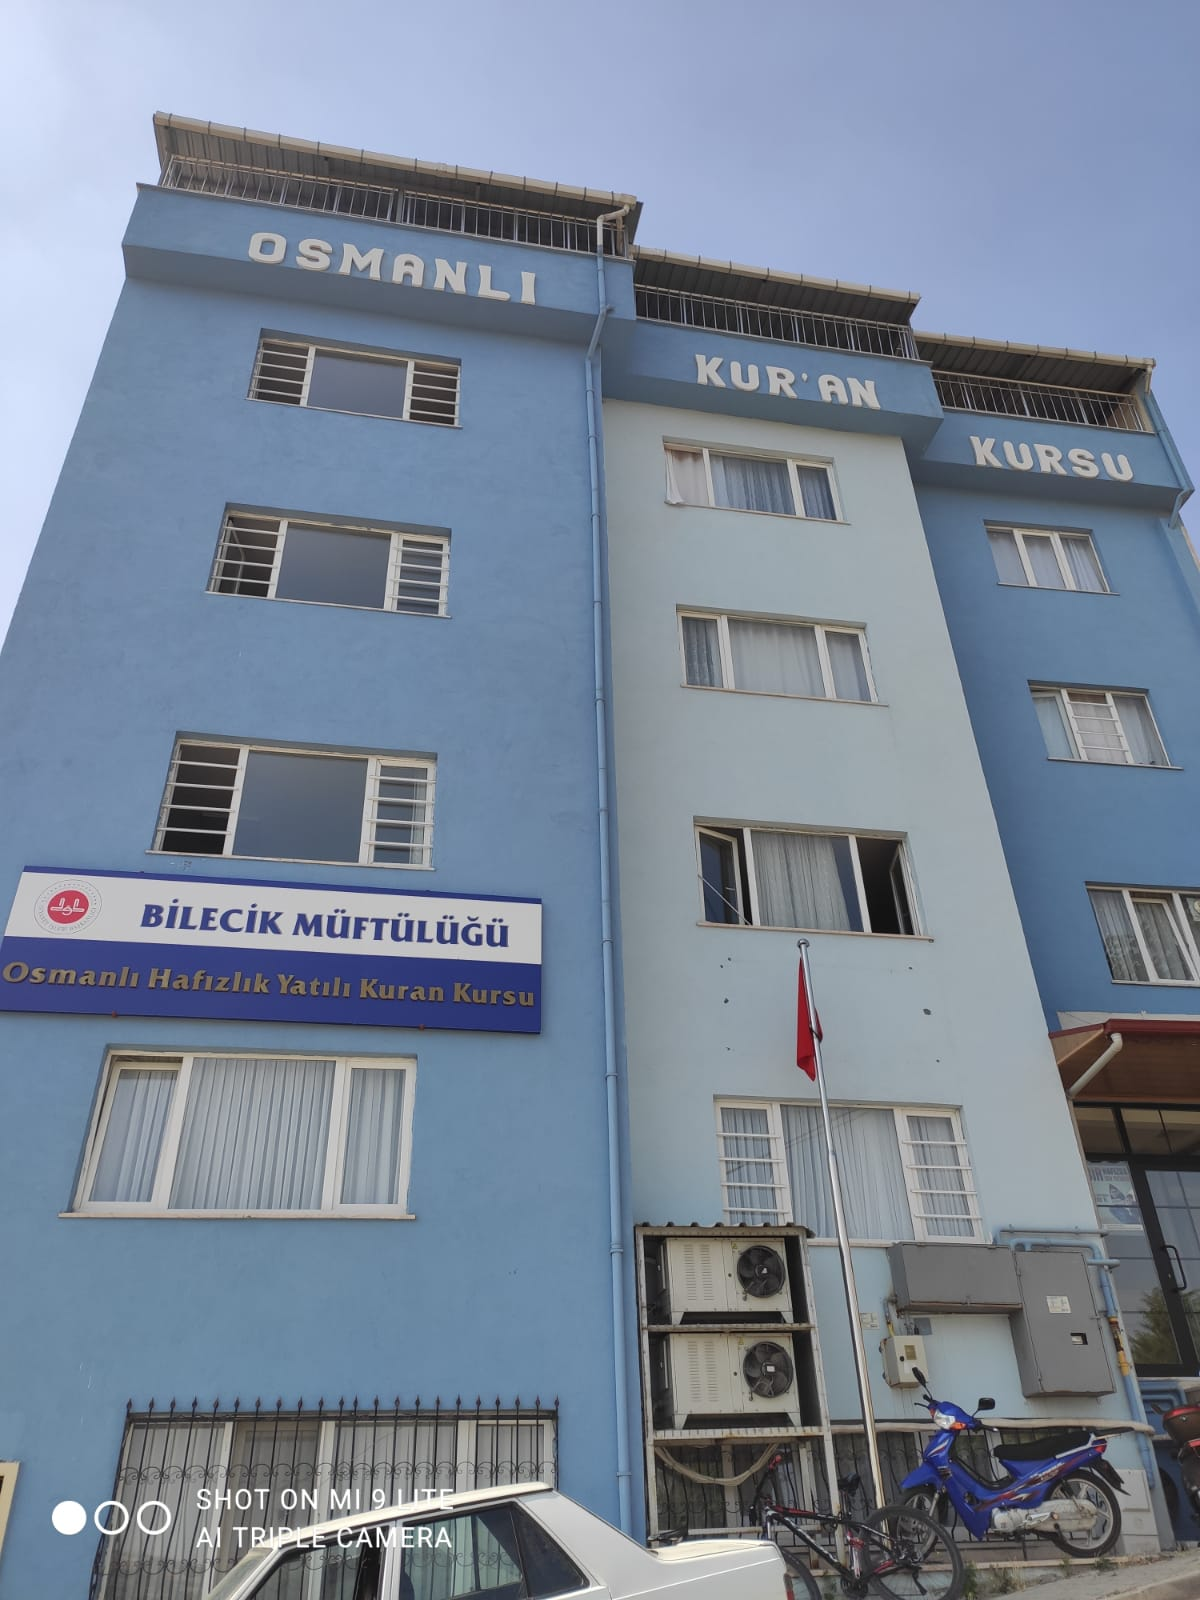 OSMANLI
KUR'AN
KURSU
BİLECİK MÜFTÜLÜĞÜ
Osmanlı Hafızlık Yatılı Kuran Kursu
SHOT ON MI 9 LITE
AI TRIPLE CAMERA